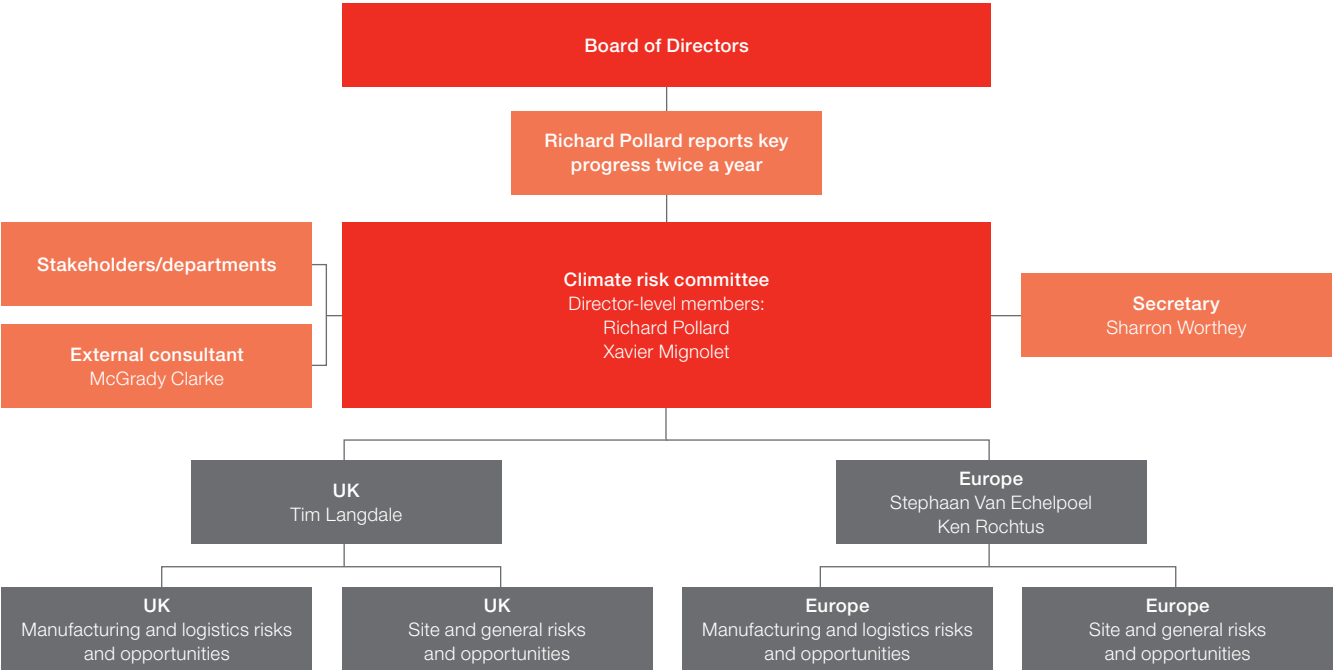 Board of Directors
Richard Pollard reports key
progress twice a year
Stakeholders/departments
External consultant
McGrady Clarke
Climate risk committee
Director-level members:
Richard Pollard
Xavier Mignolet
Secretary
Sharron Worthey
UK
Tim Langdale
Europe
Stephaan Van Echelpoel
Ken Rochtus
UK
Manufacturing and logistics risks
and opportunities
UK
Site and general risks
and opportunities
Europe
Manufacturing and logistics risks
and opportunities
Europe
Site and general risks
and opportunities